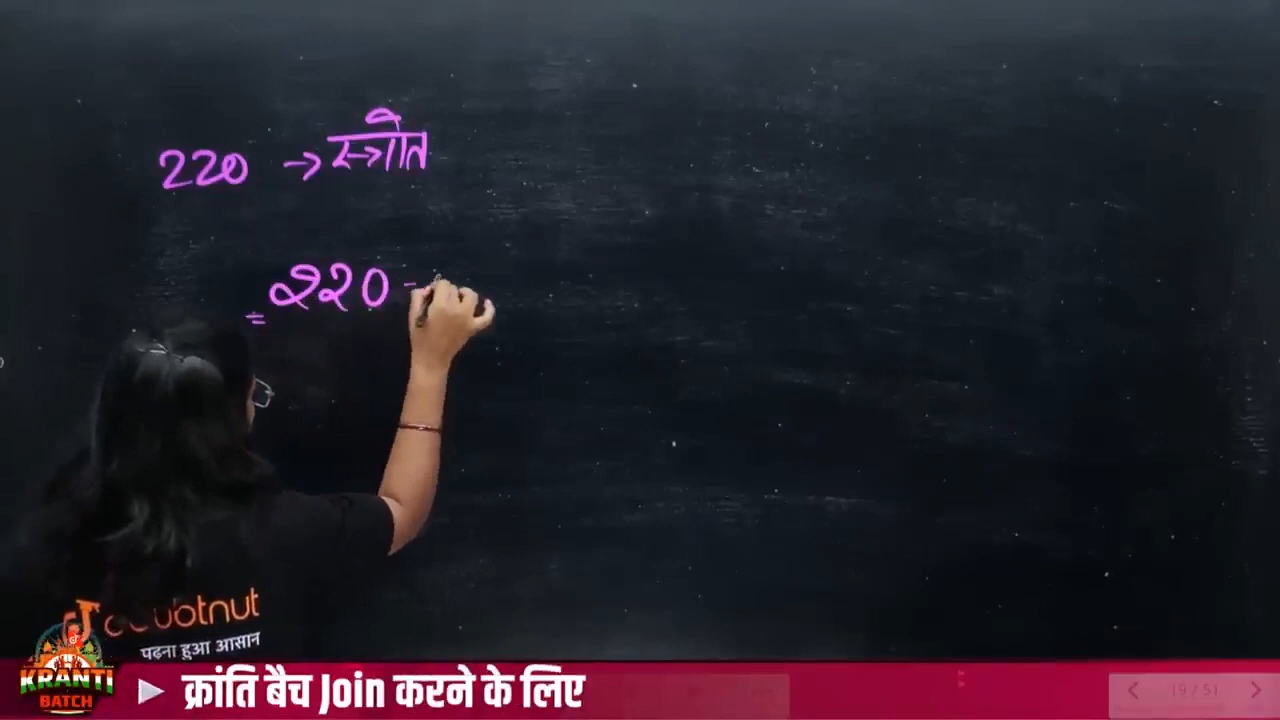 220 → स्त्रोत
= 220 -
doubtnut
पढ़ना हुआ आसान
KRANTI
BATCH
क्रांति बैच Join करने के लिए
19 / 51